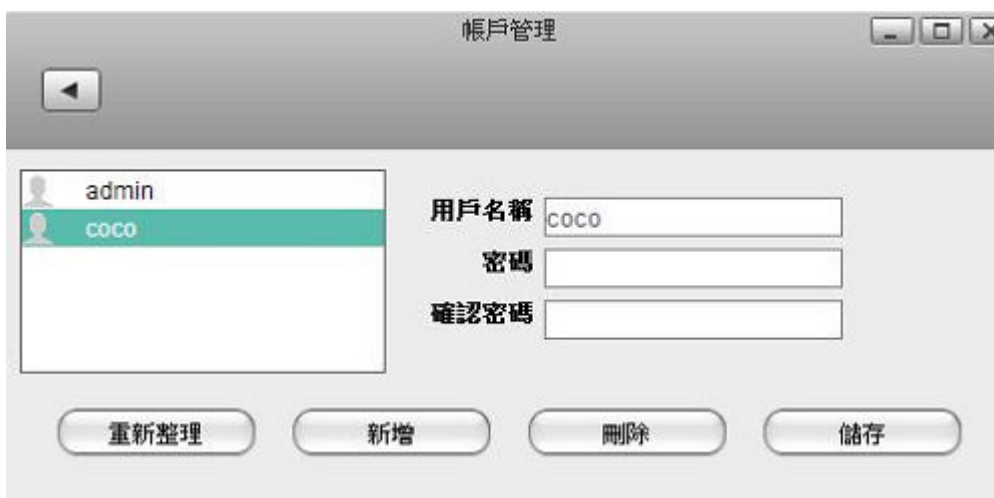 帳戶管理
admin
coco
用戶名稱 coco
密碼
確認密碼
重新整理 新增 刪除 儲存